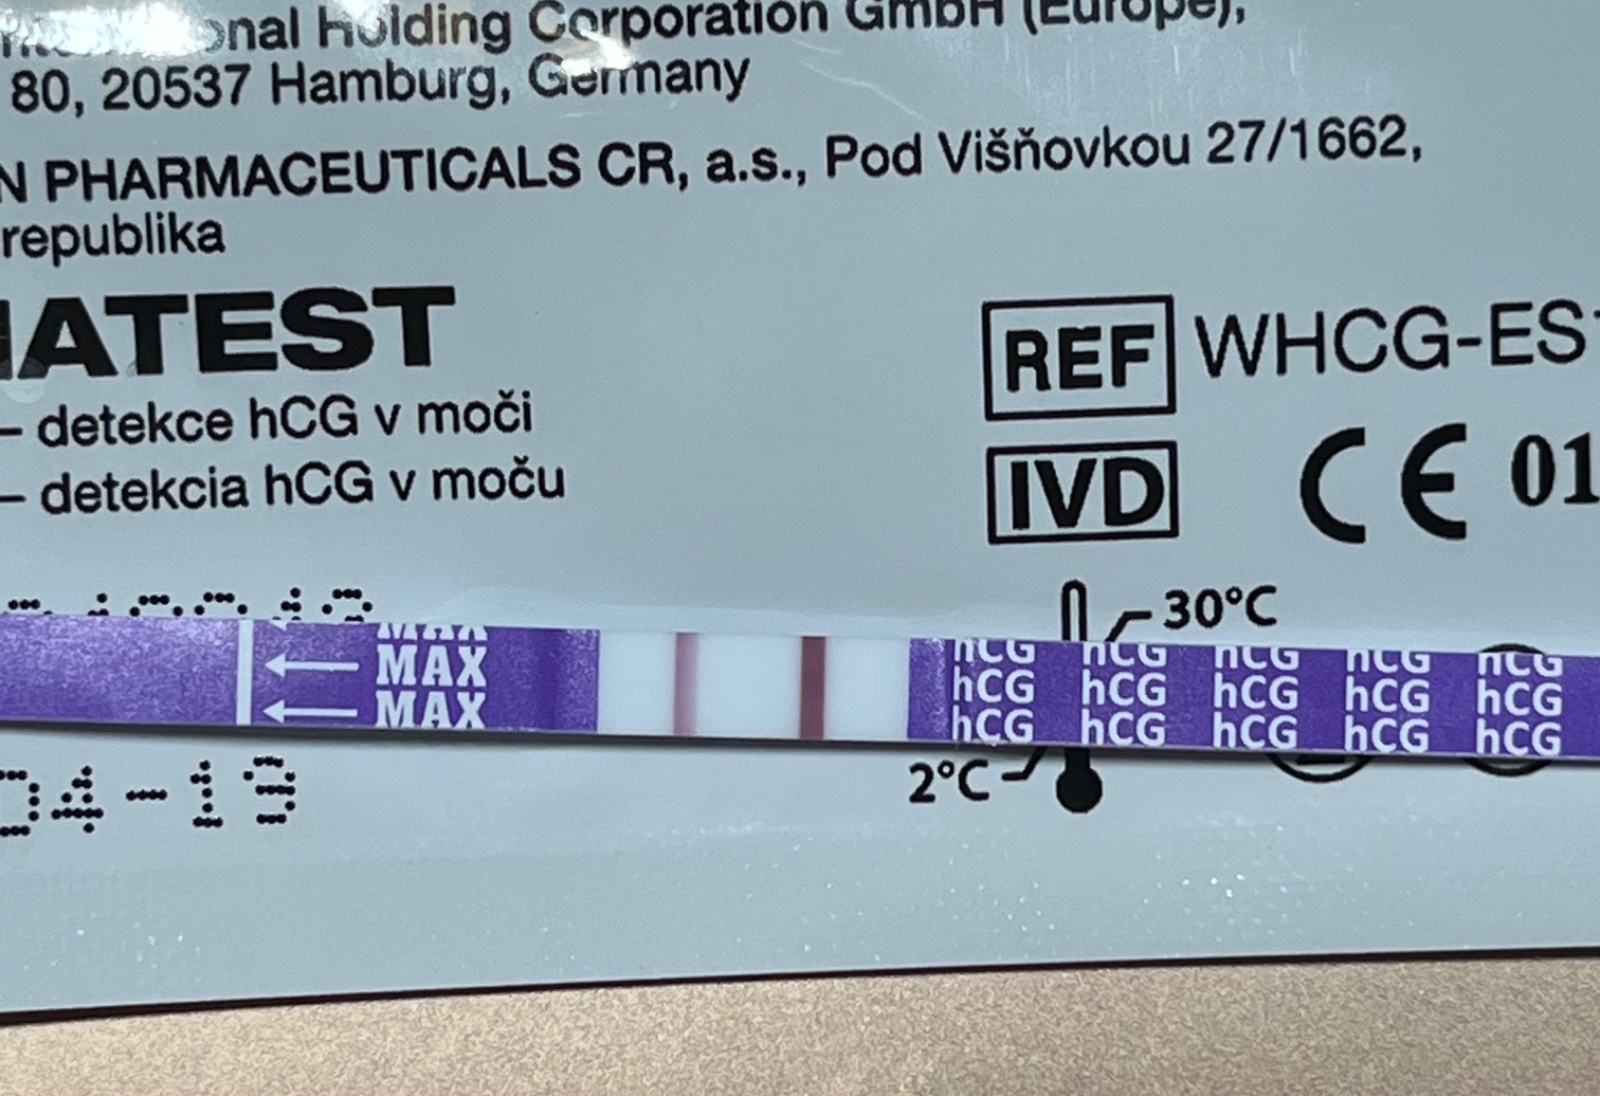 onal Holding Corporation GmbH (Europe),
80, 20537 Hamburg, Germany
N PHARMACEUTICALS CR, a.s., Pod Višňovkou 27/1662,
republika
ATEST
– detekce hCG v moči
– detekcia hCG v moču
REF WHCG-ES
IVD CE 01
30°C
MAX
MAX
MAX
hCG hCG hCG hCG hCG
hCG hCG hCG hCG hCG
hCG hCG hCG hCG hCG
2°C
04-19